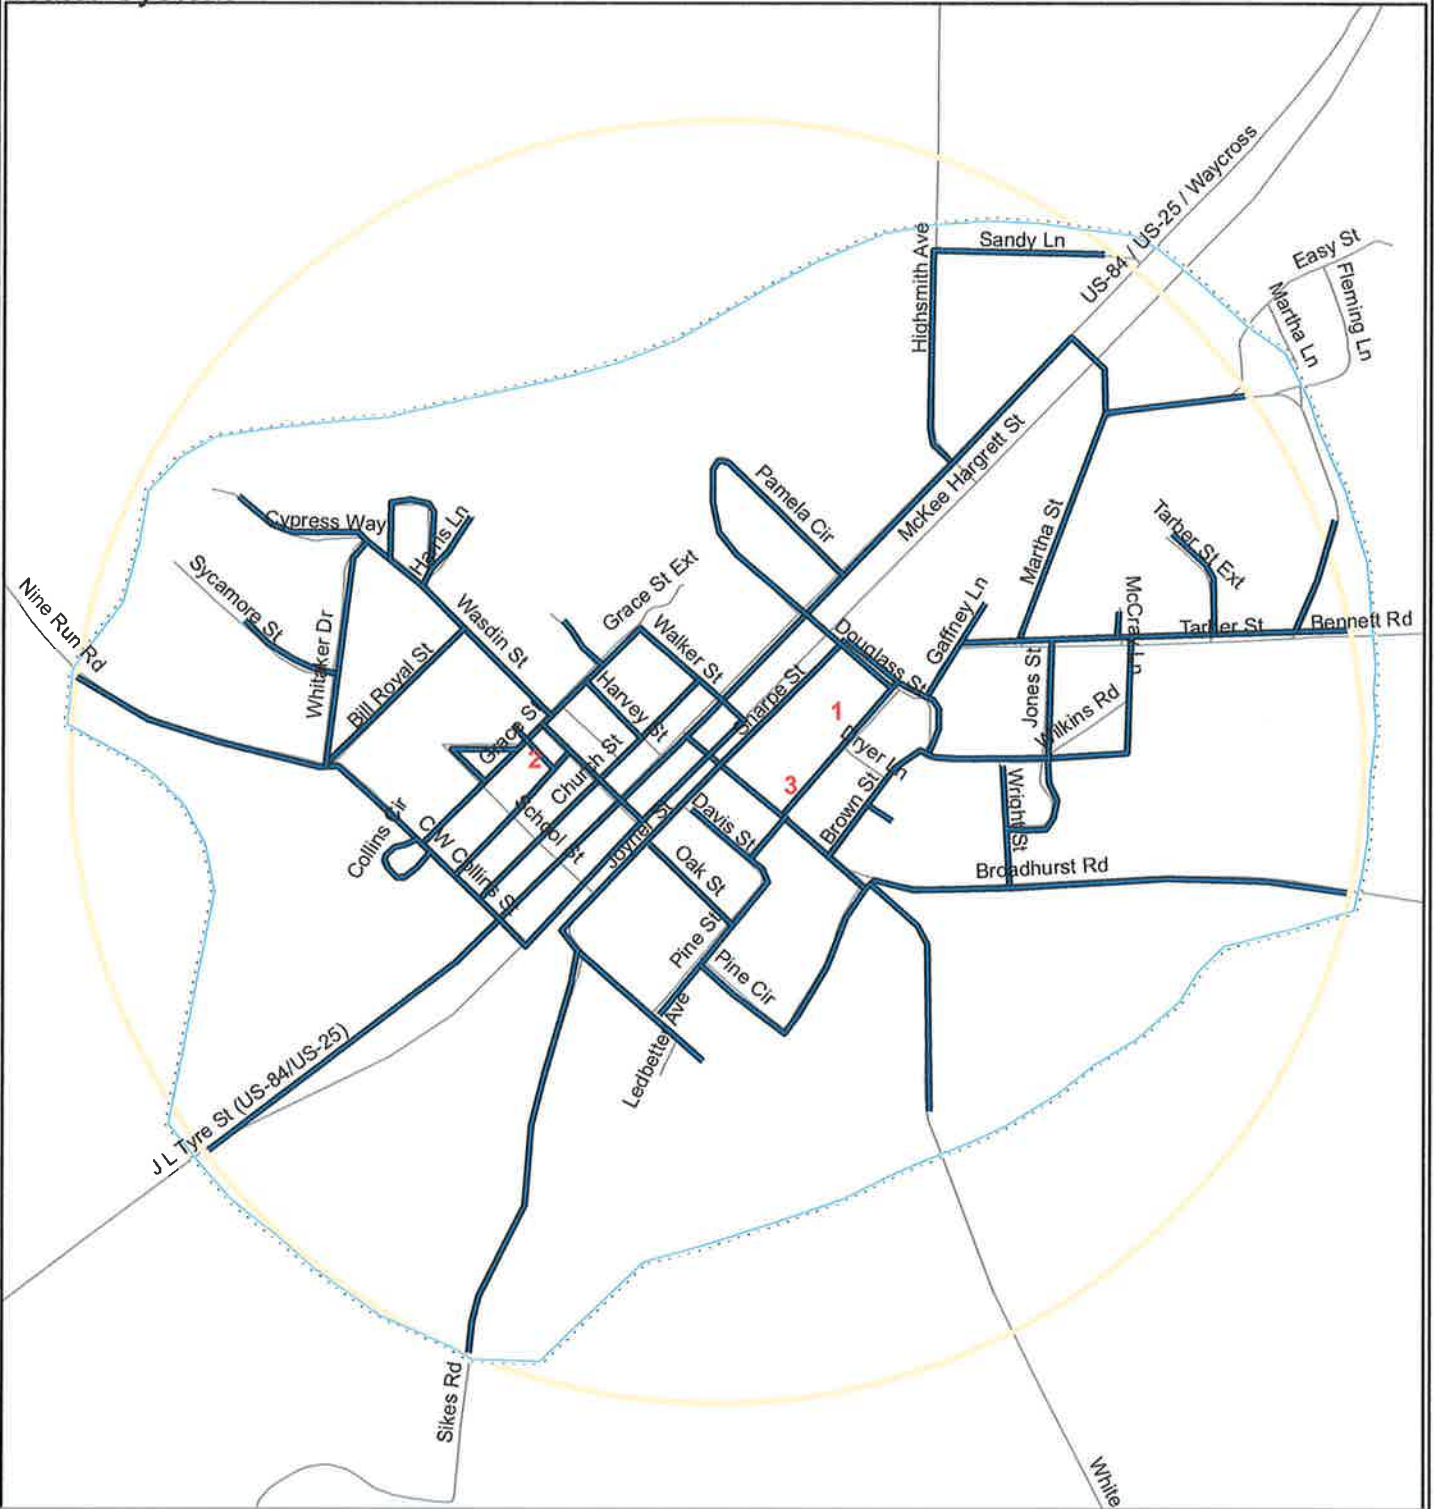 US-84 / US-25 / Waycross
Sandy Ln
Highsmith Ave
Easy St
Fleming Ln
Martha Ln
McKee Hargrett St
Pamela Cir
Cypress Way
Harris Ln
Martha St
Tarber St Ext
Sycamore St
Nine Run Rd
Grace St Ext
Gaffney Ln
McCray Ln
Wasdin St
Walker St
Douglass St
Tarber St
Bennett Rd
Whitaker Dr
Bill Royal St
Harvey St
Sharpe St
Jones St
Wilkins Rd
Grace S
1
2
Church St
Dryer Ln
3
School St
Joyner St
Davis St
Brown St
Wright St
Collins Cir
C W Collins St
Oak St
Broadhurst Rd
Pine St
Pine Cir
Ledbetter Ave
J L Tyre St (US-84/US-25)
Sikes Rd
White